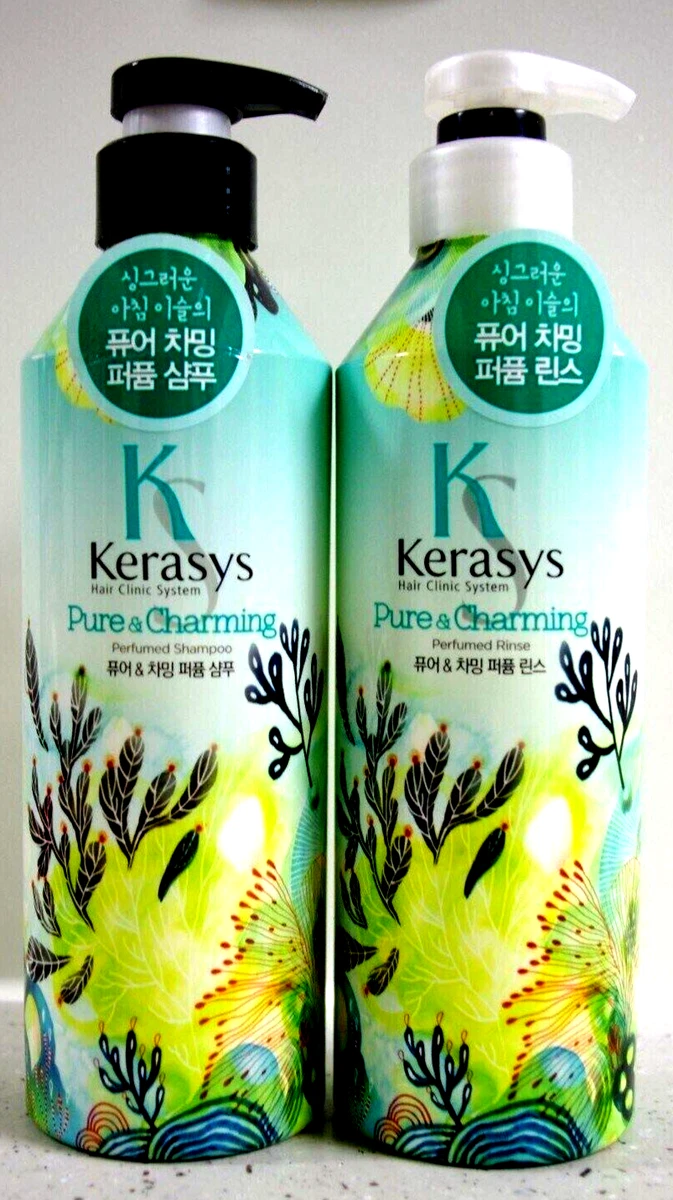 싱그러운
아침 이슬의
퓨어 차밍
퍼퓸 샴푸
KS
Kerasys
Hair Clinic System
Pure & Charming
Perfumed Shampoo
퓨어 & 차밍 퍼퓸 샴푸
싱그러운
아침 이슬의
퓨어 차밍
퍼퓸 린스
KS
Kerasys
Hair Clinic System
Pure & Charming
Perfumed Rinse
퓨어 & 차밍 퍼퓸 린스